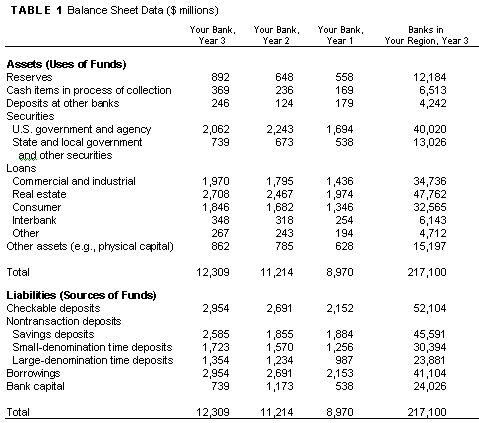 TABLE 1 Balance Sheet Data ($ millions)
Your Bank, Your Bank, Your Bank, Banks in
Year 3 Year 2 Year 1 Your Region, Year 3
Assets (Uses of Funds)
Reserves 892 648 558 12,184
Cash items in process of collection 369 236 169 6,513
Deposits at other banks 246 124 179 4,242
Securities
U.S. government and agency 2,062 2,243 1,694 40,020
State and local government 739 673 538 13,026
and other securities
Loans
Commercial and industrial 1,970 1,795 1,436 34,736
Real estate 2,708 2,467 1,974 47,762
Consumer 1,846 1,682 1,346 32,565
Interbank 348 318 254 6,143
Other 267 243 194 4,712
Other assets (e.g., physical capital) 862 785 628 15,197
Total 12,309 11,214 8,970 217,100
Liabilities (Sources of Funds)
Checkable deposits 2,954 2,691 2,152 52,104
Nontransaction deposits
Savings deposits 2,585 1,855 1,884 45,591
Small-denomination time deposits 1,723 1,570 1,256 30,394
Large-denomination time deposits 1,354 1,234 987 23,881
Borrowings 2,954 2,691 2,153 41,104
Bank capital 739 1,173 538 24,026
Total 12,309 11,214 8,970 217,100